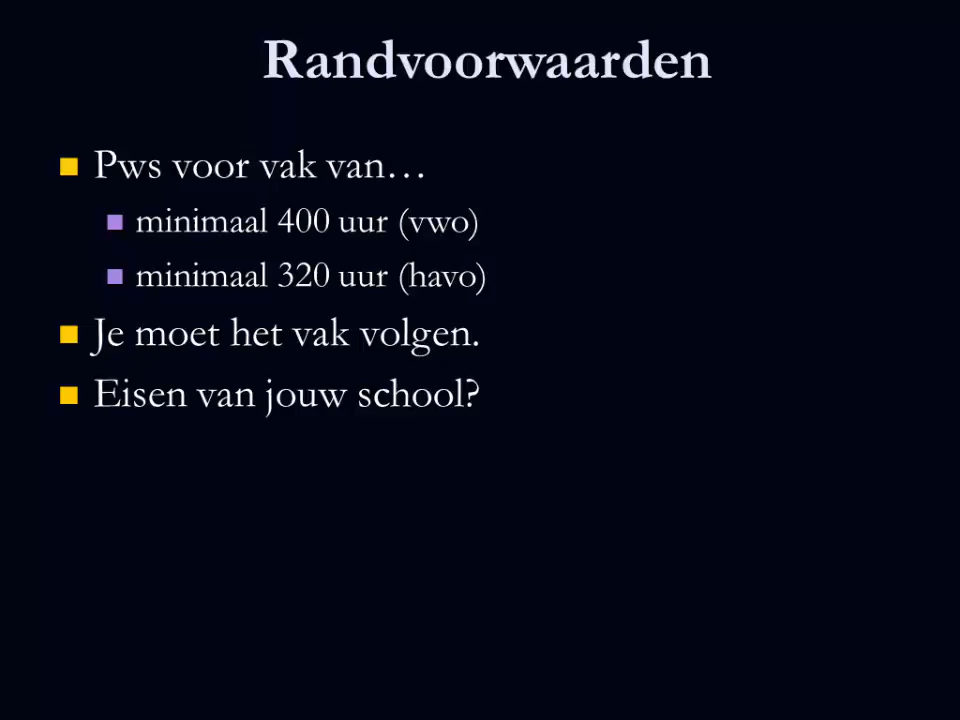 Randvoorwaarden
Pws voor vak van…
minimaal 400 uur (vwo)
minimaal 320 uur (havo)
Je moet het vak volgen.
Eisen van jouw school?